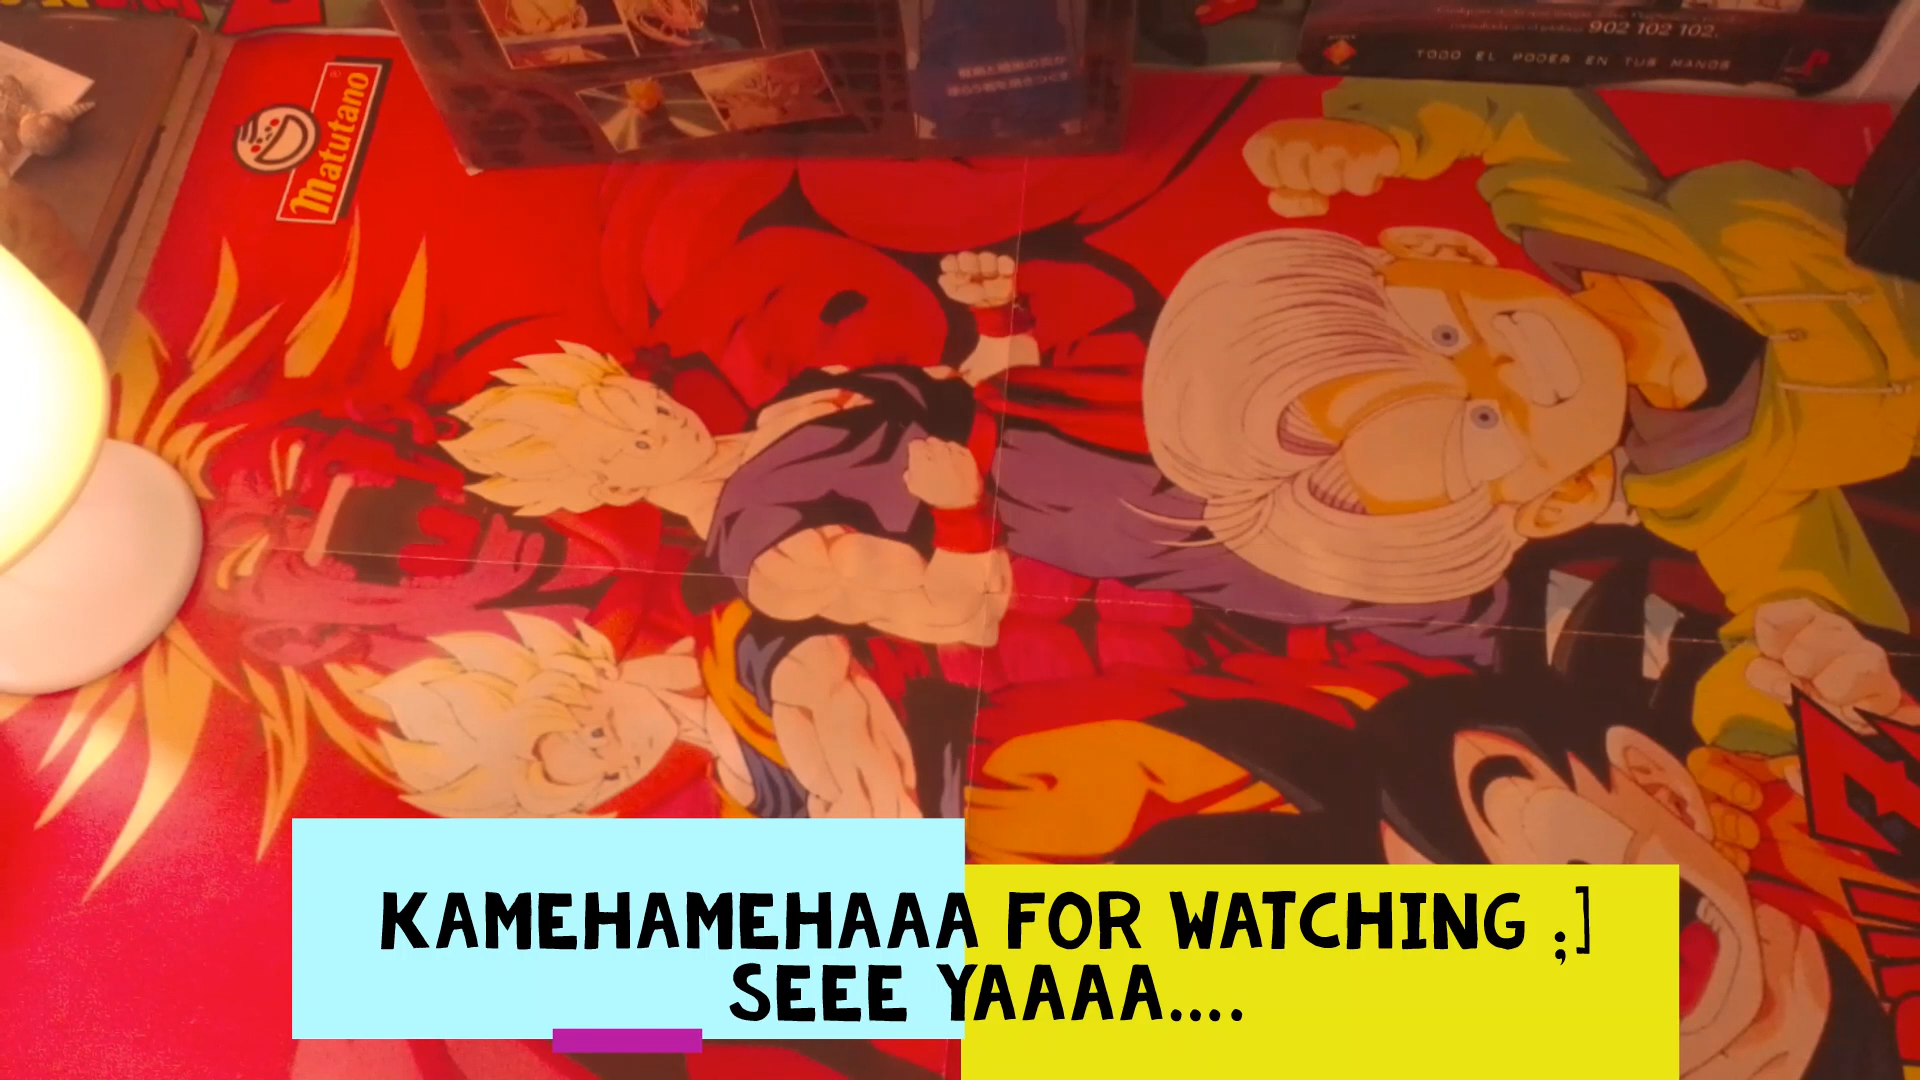 902 102 102.
TODO EL PODER EN TUS MANOS
Matutano
KAMEHAMEHAAA FOR WATCHING ;]
SEEE YAAAA....